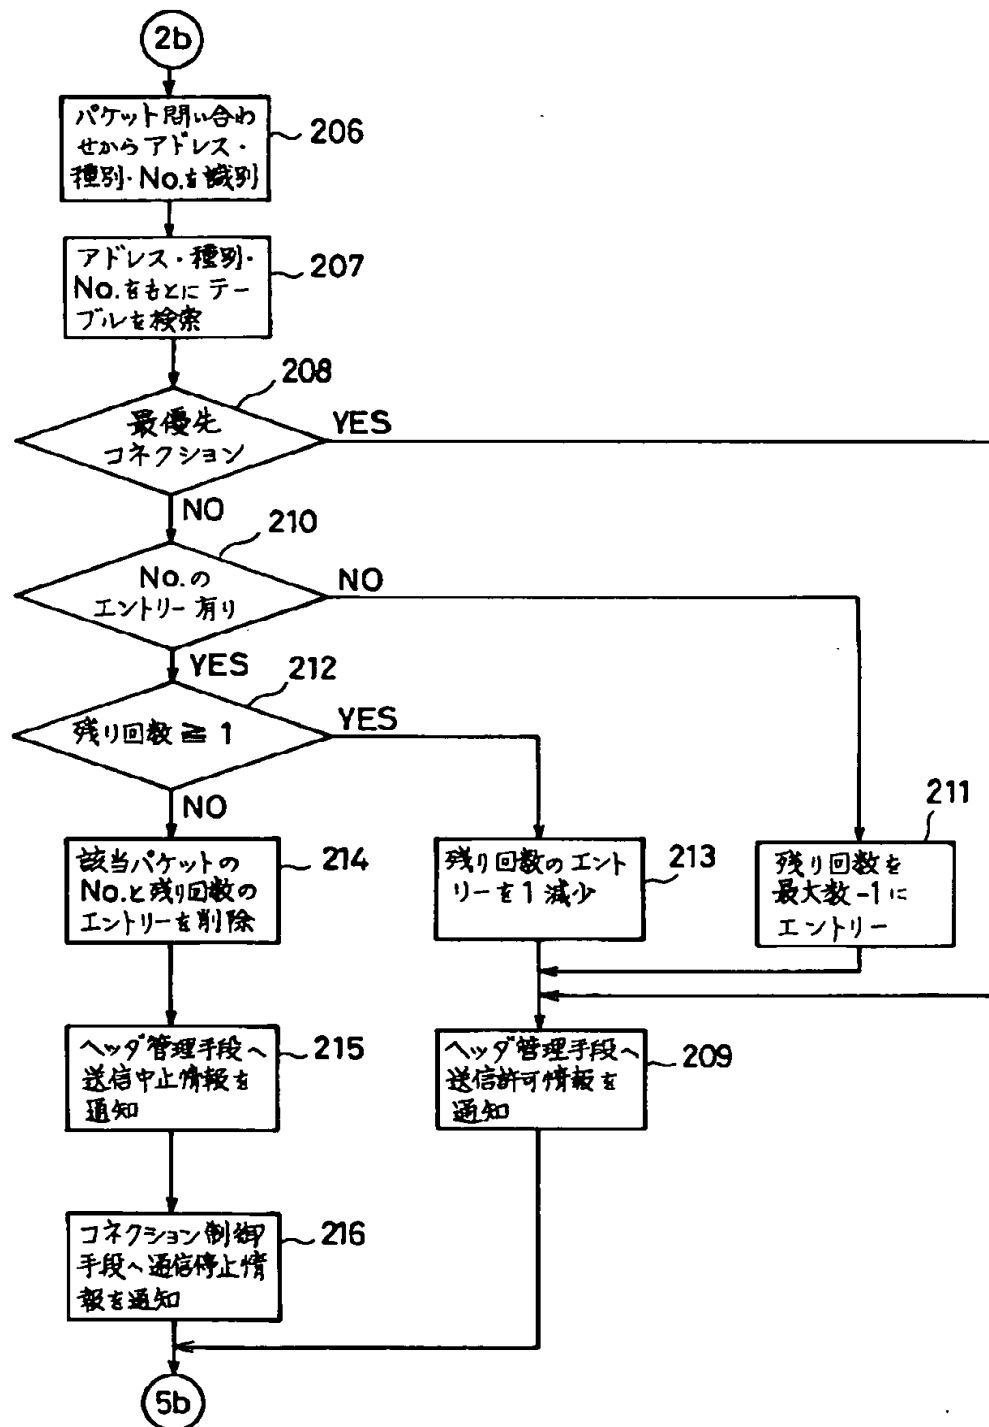 2b
パケット問い合わ
せからアドレス・
種別・No.を識別
206
アドレス・種別・
No.をもとにテー
ブルを検索
207
208
最優先
コネクション
YES
NO
210
No.の
エントリー有り
NO
YES
212
残り回数≧1
YES
NO
該当パケットの
No.と残り回数の
エントリーを削除
214
残り回数のエント
リーを1減少
213
211
残り回数を
最大数-1に
エントリー
ヘッダ管理手段へ
送信中止情報を
通知
215
ヘッダ管理手段へ
送信許可情報を
通知
209
コネクション制御
手段へ通信停止情
報を通知
216
5b